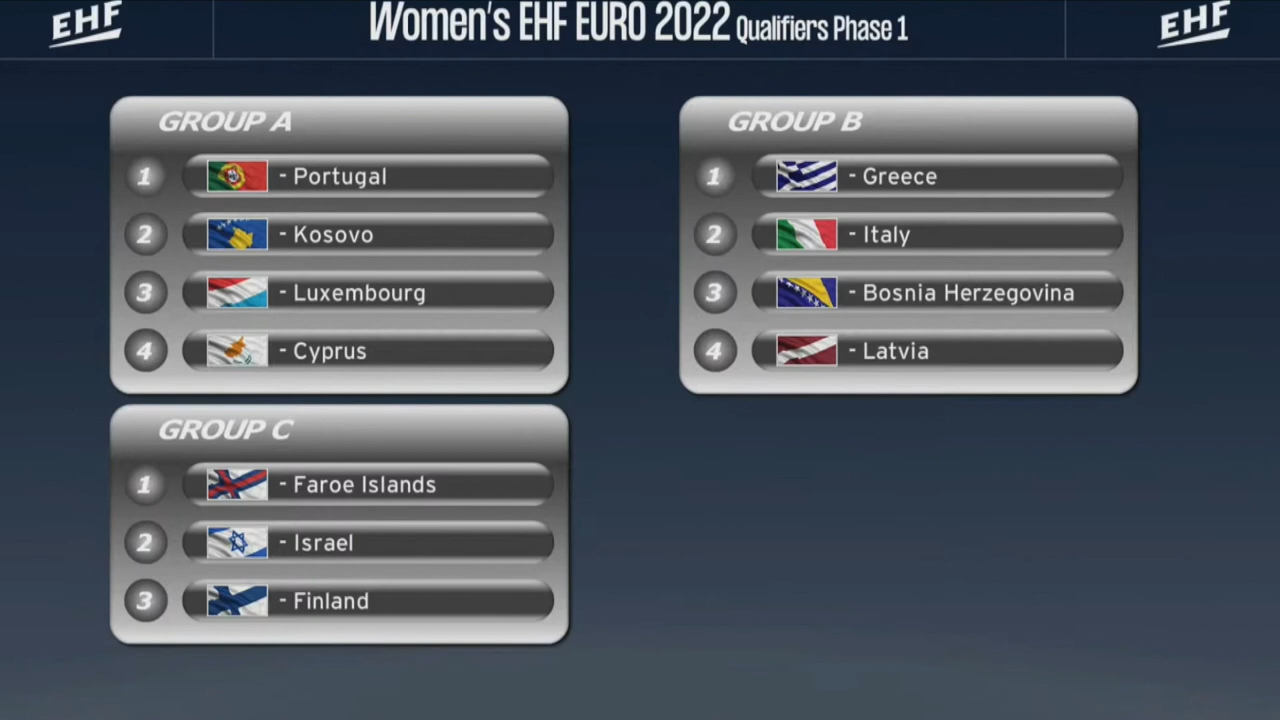 EHF
Women's EHF EURO 2022 Qualifiers Phase 1
EHF
GROUP A
1 - Portugal
2 - Kosovo
3 - Luxembourg
4 - Cyprus
GROUP B
1 - Greece
2 - Italy
3 - Bosnia Herzegovina
4 - Latvia
GROUP C
1 - Faroe Islands
2 - Israel
3 - Finland